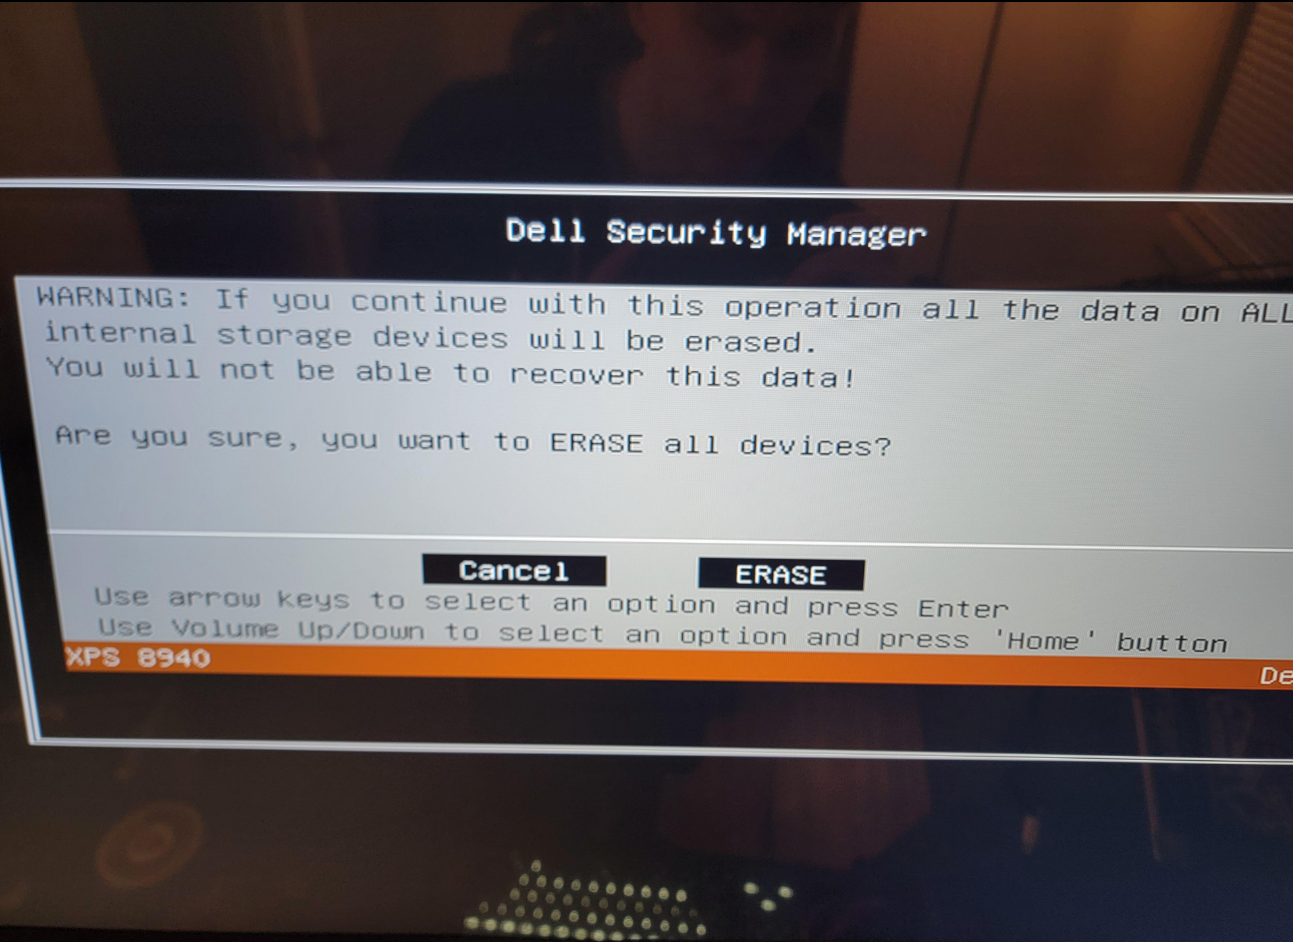 Dell Security Manager
WARNING: If you continue with this operation all the data on ALL
internal storage devices will be erased.
You will not be able to recover this data!
Are you sure, you want to ERASE all devices?
Cancel ERASE
Use arrow keys to select an option and press Enter
Use Volume Up/Down to select an option and press 'Home' button
XPS 8940